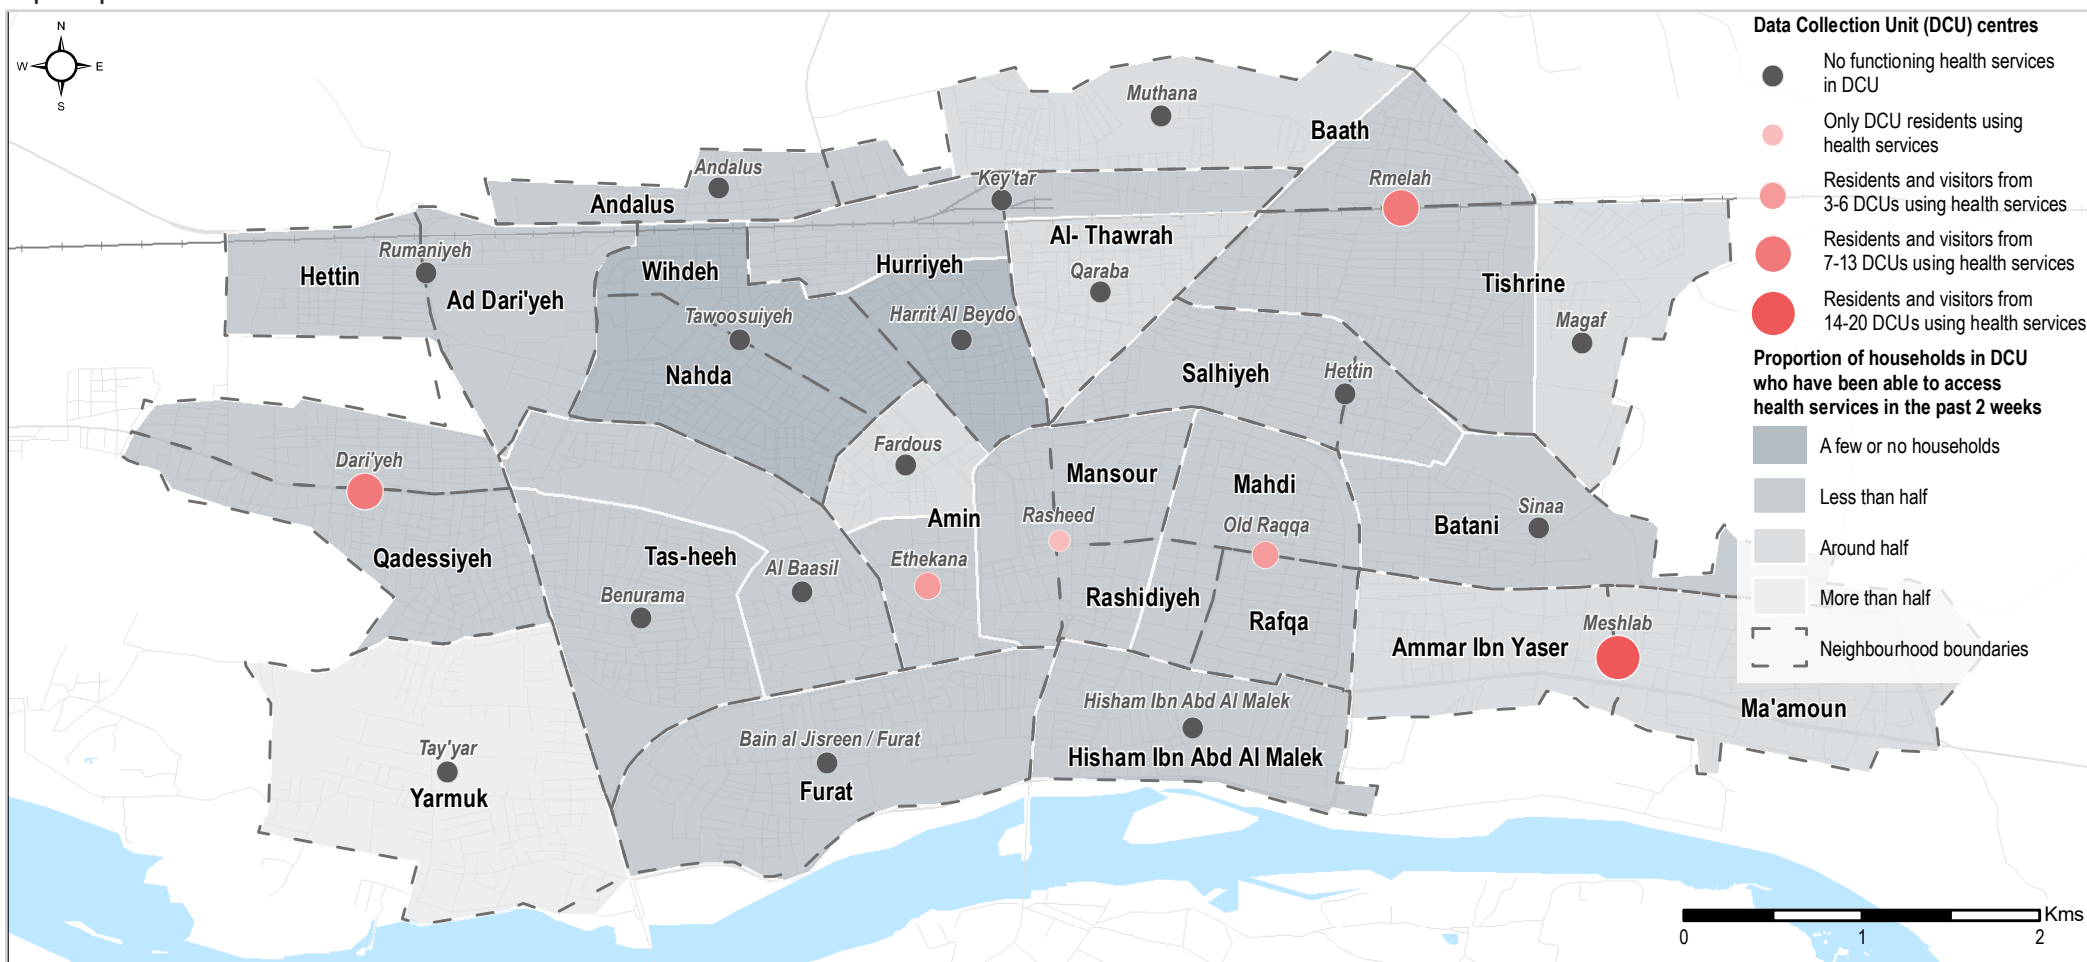 N
W
E
S
Data Collection Unit (DCU) centres
No functioning health services
in DCU
Only DCU residents using
health services
Residents and visitors from
3-6 DCUs using health services
Residents and visitors from
7-13 DCUs using health services
Residents and visitors from
14-20 DCUs using health services
Proportion of households in DCU
who have been able to access
health services in the past 2 weeks
A few or no households
Less than half
Around half
More than half
Neighbourhood boundaries
Muthana
Baath
Andalus
Key'tar
Rmelah
Andalus
Al- Thawrah
Rumaniyeh
Hettin
Ad Dari'yeh
Wihdeh
Hurriyeh
Qaraba
Tishrine
Tawoosuiyeh
Harrit Al Beydo
Magaf
Nahda
Salhiyeh
Hettin
Fardous
Dari'yeh
Mansour
Mahdi
Amin
Rasheed
Old Raqqa
Batani
Sinaa
Qadessiyeh
Tas-heeh
Al Baasil
Ethekana
Benurama
Rashidiyeh
Rafqa
Meshlab
Ammar Ibn Yaser
Ma'amoun
Hisham Ibn Abd Al Malek
Tay'yar
Bain al Jisreen / Furat
Hisham Ibn Abd Al Malek
Yarmuk
Furat
Kms
0
1
2